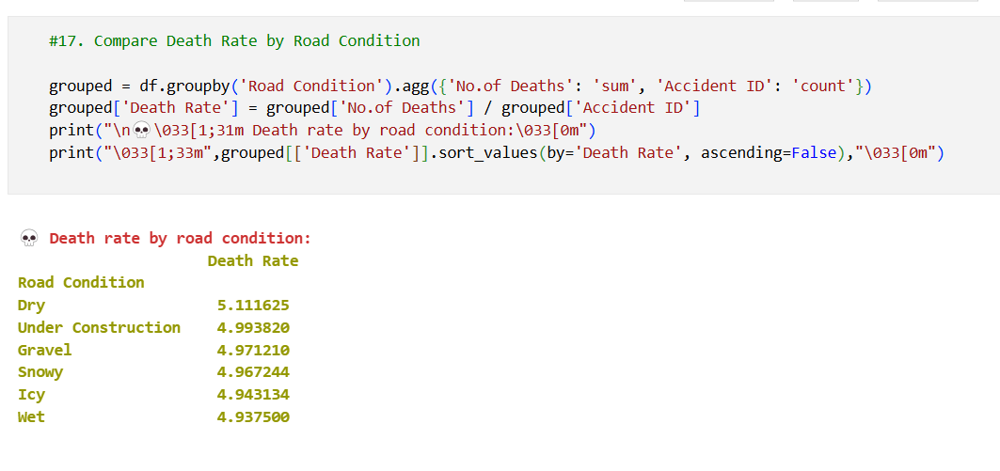 #17. Compare Death Rate by Road Condition
grouped = df.groupby('Road Condition').agg({'No.of Deaths': 'sum', 'Accident ID': 'count'})
grouped['Death Rate'] = grouped['No.of Deaths'] / grouped['Accident ID']
print("\n💀\033[1;31m Death rate by road condition:\033[0m")
print("\033[1;33m",grouped[['Death Rate']].sort_values(by='Death Rate', ascending=False),"\033[0m")
💀 Death rate by road condition:
Death Rate
Road Condition
Dry 5.111625
Under Construction 4.993820
Gravel 4.971210
Snowy 4.967244
Icy 4.943134
Wet 4.937500